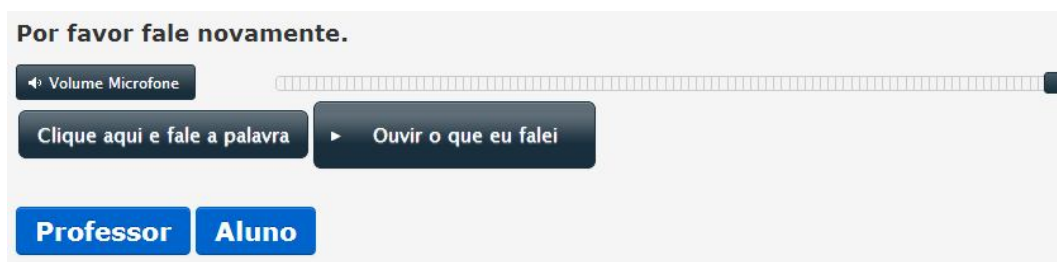 Por favor fale novamente.
Volume Microfone
Clique aqui e fale a palavra Ouvir o que eu falei
Professor Aluno